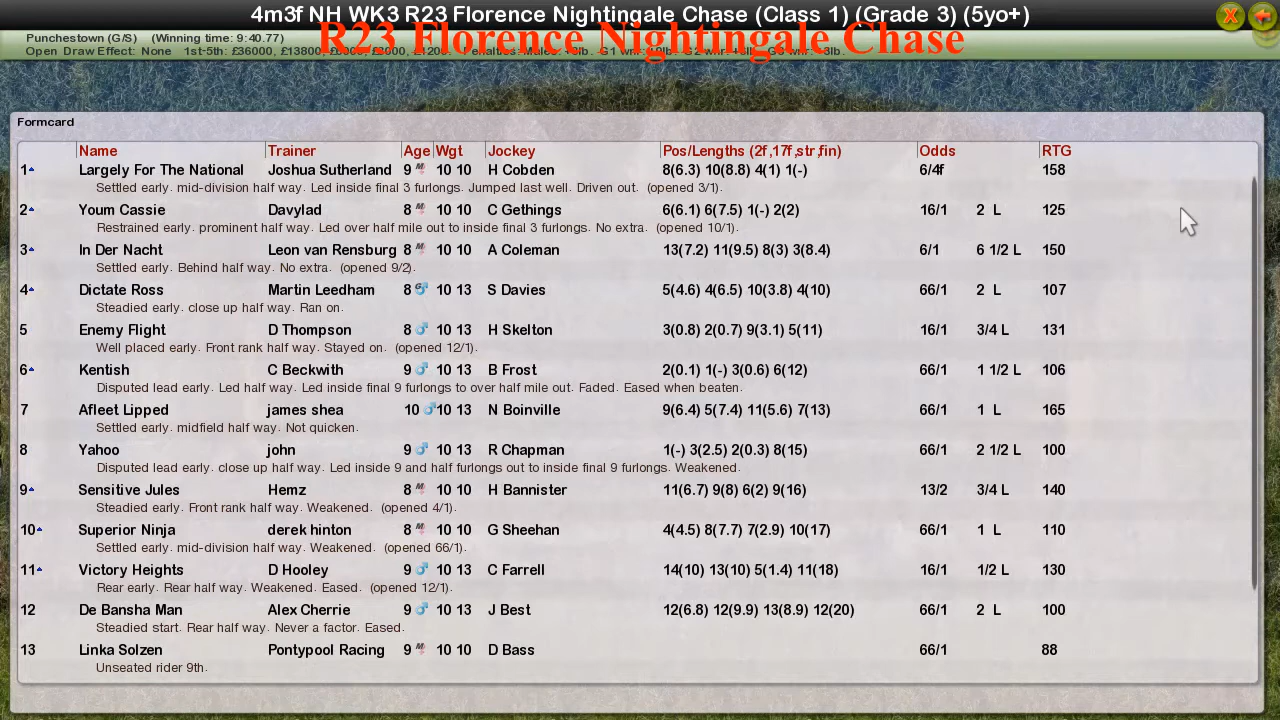 4m3f NH WK3 R23 Florence Nightingale Chase (Class 1) (Grade 3) (5yo+)
R23 Florence Nightingale Chase
Punchestown (G/S) (Winning time: 9:40.77)
Open Draw Effect: None 1st-5th: £36000, £13800,
Formcard
Name Trainer Age Wgt Jockey Pos/Lengths (2f,17f,str,fin) Odds RTG
1 Largely For The National Joshua Sutherland 9 10 10 H Cobden 8(6.3) 10(8.8) 4(1) 1(-) 6/4f 158
Settled early. mid-division half way. Led inside final 3 furlongs. Jumped last well. Driven out. (opened 3/1).
2 Youm Cassie Davylad 8 10 10 C Gethings 6(6.1) 6(7.5) 1(-) 2(2) 16/1 2 L 125
Restrained early. prominent half way. Led over half mile out to inside final 3 furlongs. No extra. (opened 10/1).
3 In Der Nacht Leon van Rensburg 8 10 10 A Coleman 13(7.2) 11(9.5) 8(3) 3(8.4) 6/1 6 1/2 L 150
Settled early. Behind half way. No extra. (opened 9/2).
4 Dictate Ross Martin Leedham 8 10 13 S Davies 5(4.6) 4(6.5) 10(3.8) 4(10) 66/1 2 L 107
Steadied early. close up half way. Ran on.
5 Enemy Flight D Thompson 8 10 13 H Skelton 3(0.8) 2(0.7) 9(3.1) 5(11) 16/1 3/4 L 131
Well placed early. Front rank half way. Stayed on. (opened 12/1).
6 Kentish C Beckwith 9 10 13 B Frost 2(0.1) 1(-) 3(0.6) 6(12) 66/1 1 1/2 L 106
Disputed lead early. Led half way. Led inside final 9 furlongs to over half mile out. Faded. Eased when beaten.
7 Afleet Lipped james shea 10 10 13 N Boinville 9(6.4) 5(7.4) 11(5.6) 7(13) 66/1 1 L 165
Settled early. midfield half way. Not quicken.
8 Yahoo john 9 10 13 R Chapman 1(-) 3(2.5) 2(0.3) 8(15) 66/1 2 1/2 L 100
Disputed lead early. close up half way. Led inside 9 and half furlongs out to inside final 9 furlongs. Weakened.
9 Sensitive Jules Hemz 8 10 10 H Bannister 11(6.7) 9(8) 6(2) 9(16) 13/2 3/4 L 140
Steadied early. Front rank half way. Weakened. (opened 4/1).
10 Superior Ninja derek hinton 8 10 10 G Sheehan 4(4.5) 8(7.7) 7(2.9) 10(17) 66/1 1 L 110
Settled early. mid-division half way. Weakened. (opened 66/1).
11 Victory Heights D Hooley 9 10 13 C Farrell 14(10) 13(10) 5(1.4) 11(18) 16/1 1/2 L 130
Rear early. Rear half way. Weakened. Eased. (opened 12/1).
12 De Bansha Man Alex Cherrie 9 10 13 J Best 12(6.8) 12(9.9) 13(8.9) 12(20) 66/1 2 L 100
Steadied start. Rear half way. Never a factor. Eased.
13 Linka Solzen Pontypool Racing 9 10 10 D Bass 66/1 88
Unseated rider 9th.